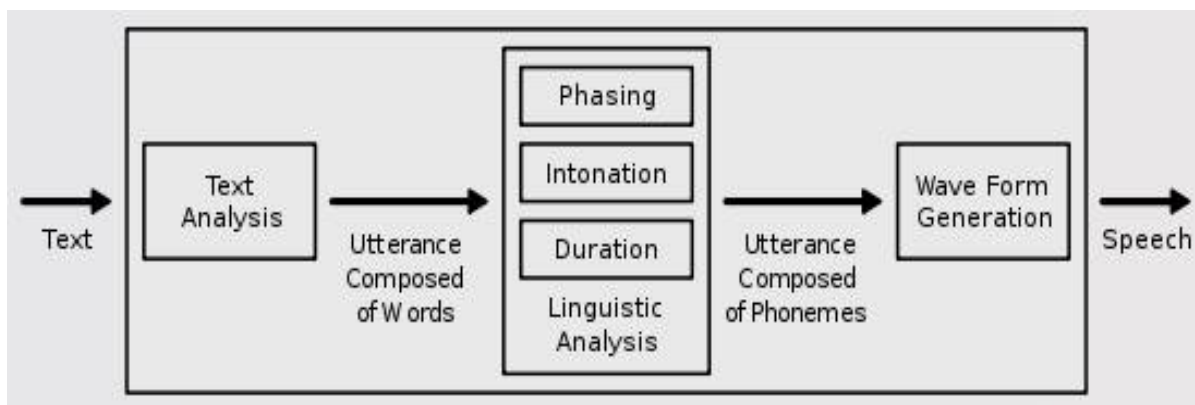 Text
Text
Analysis
Utterance
Composed
of Words
Phasing
Intonation
Duration
Linguistic
Analysis
Utterance
Composed
of Phonemes
Wave Form
Generation
Speech